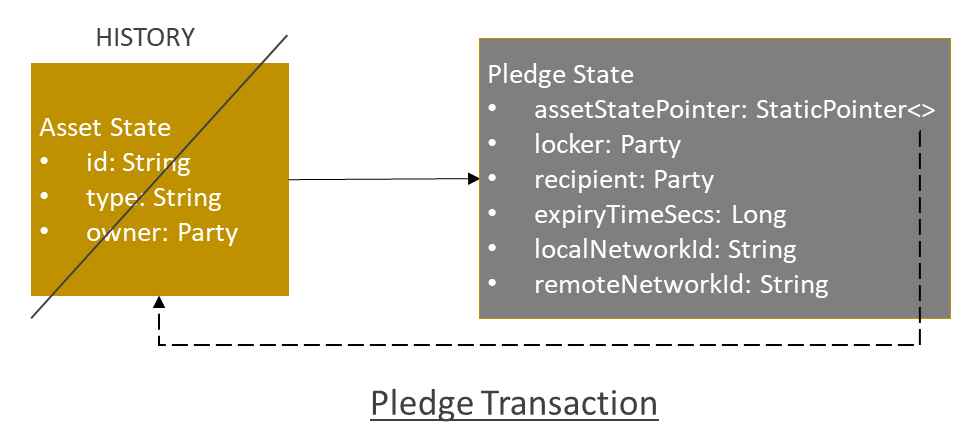 HISTORY
Asset State
• id: String
• type: String
• owner: Party
Pledge State
• assetStatePointer: StaticPointer<>
• locker: Party
• recipient: Party
• expiryTimeSecs: Long
• localNetworkId: String
• remoteNetworkId: String
Pledge Transaction